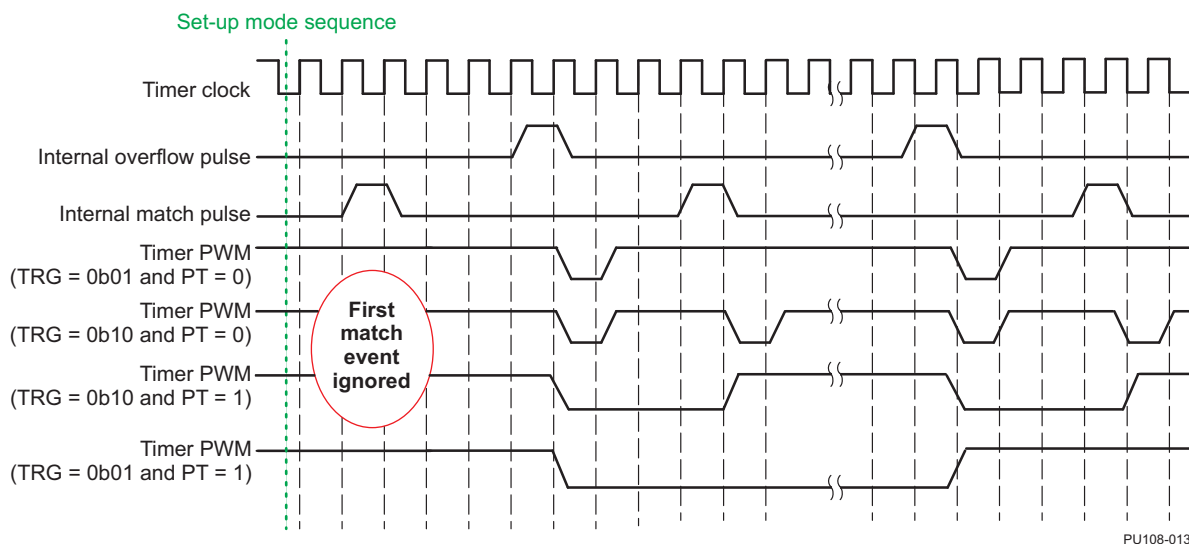 Set-up mode sequence
Timer clock
Internal overflow pulse
Internal match pulse
Timer PWM
(TRG = 0b01 and PT = 0)
Timer PWM
(TRG = 0b10 and PT = 0)
Timer PWM
(TRG = 0b10 and PT = 1)
Timer PWM
(TRG = 0b01 and PT = 1)
First
match
event
ignored
PU108-013